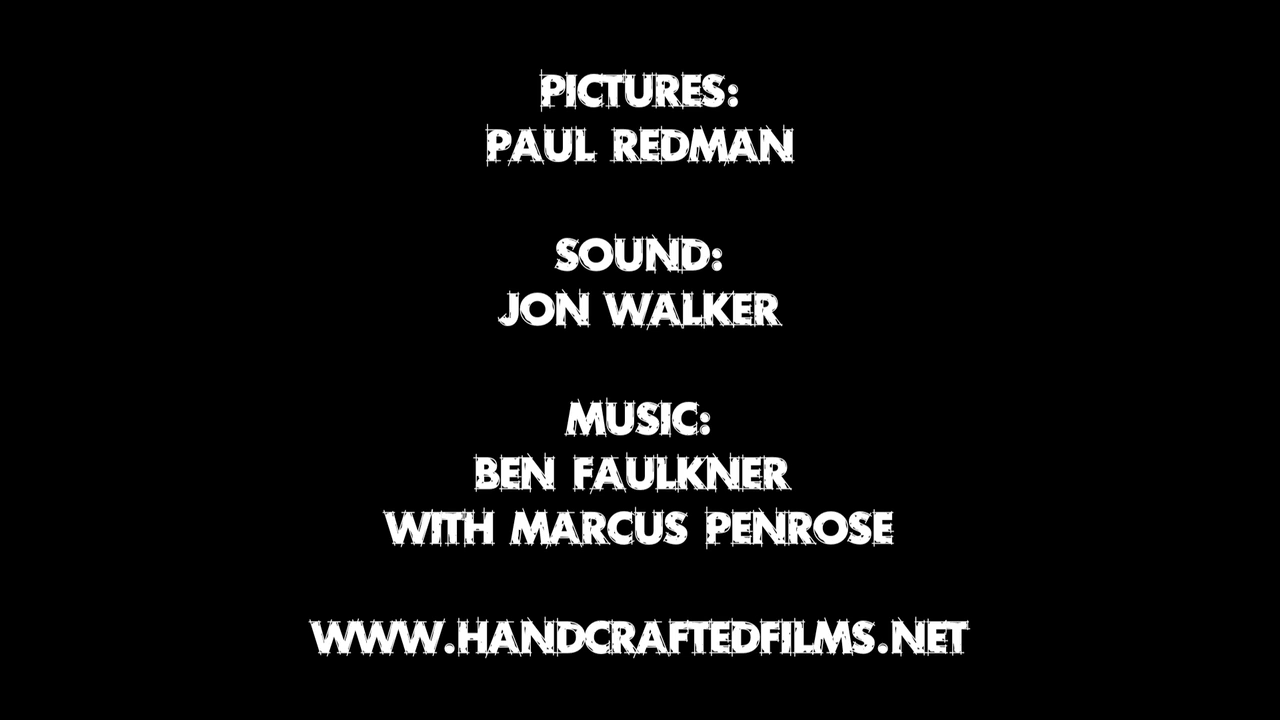 PICTURES:
PAUL REDMAN
SOUND:
JON WALKER
MUSIC:
BEN FAULKNER
WITH MARCUS PENROSE
WWW.HANDCRAFTEDFILMS.NET